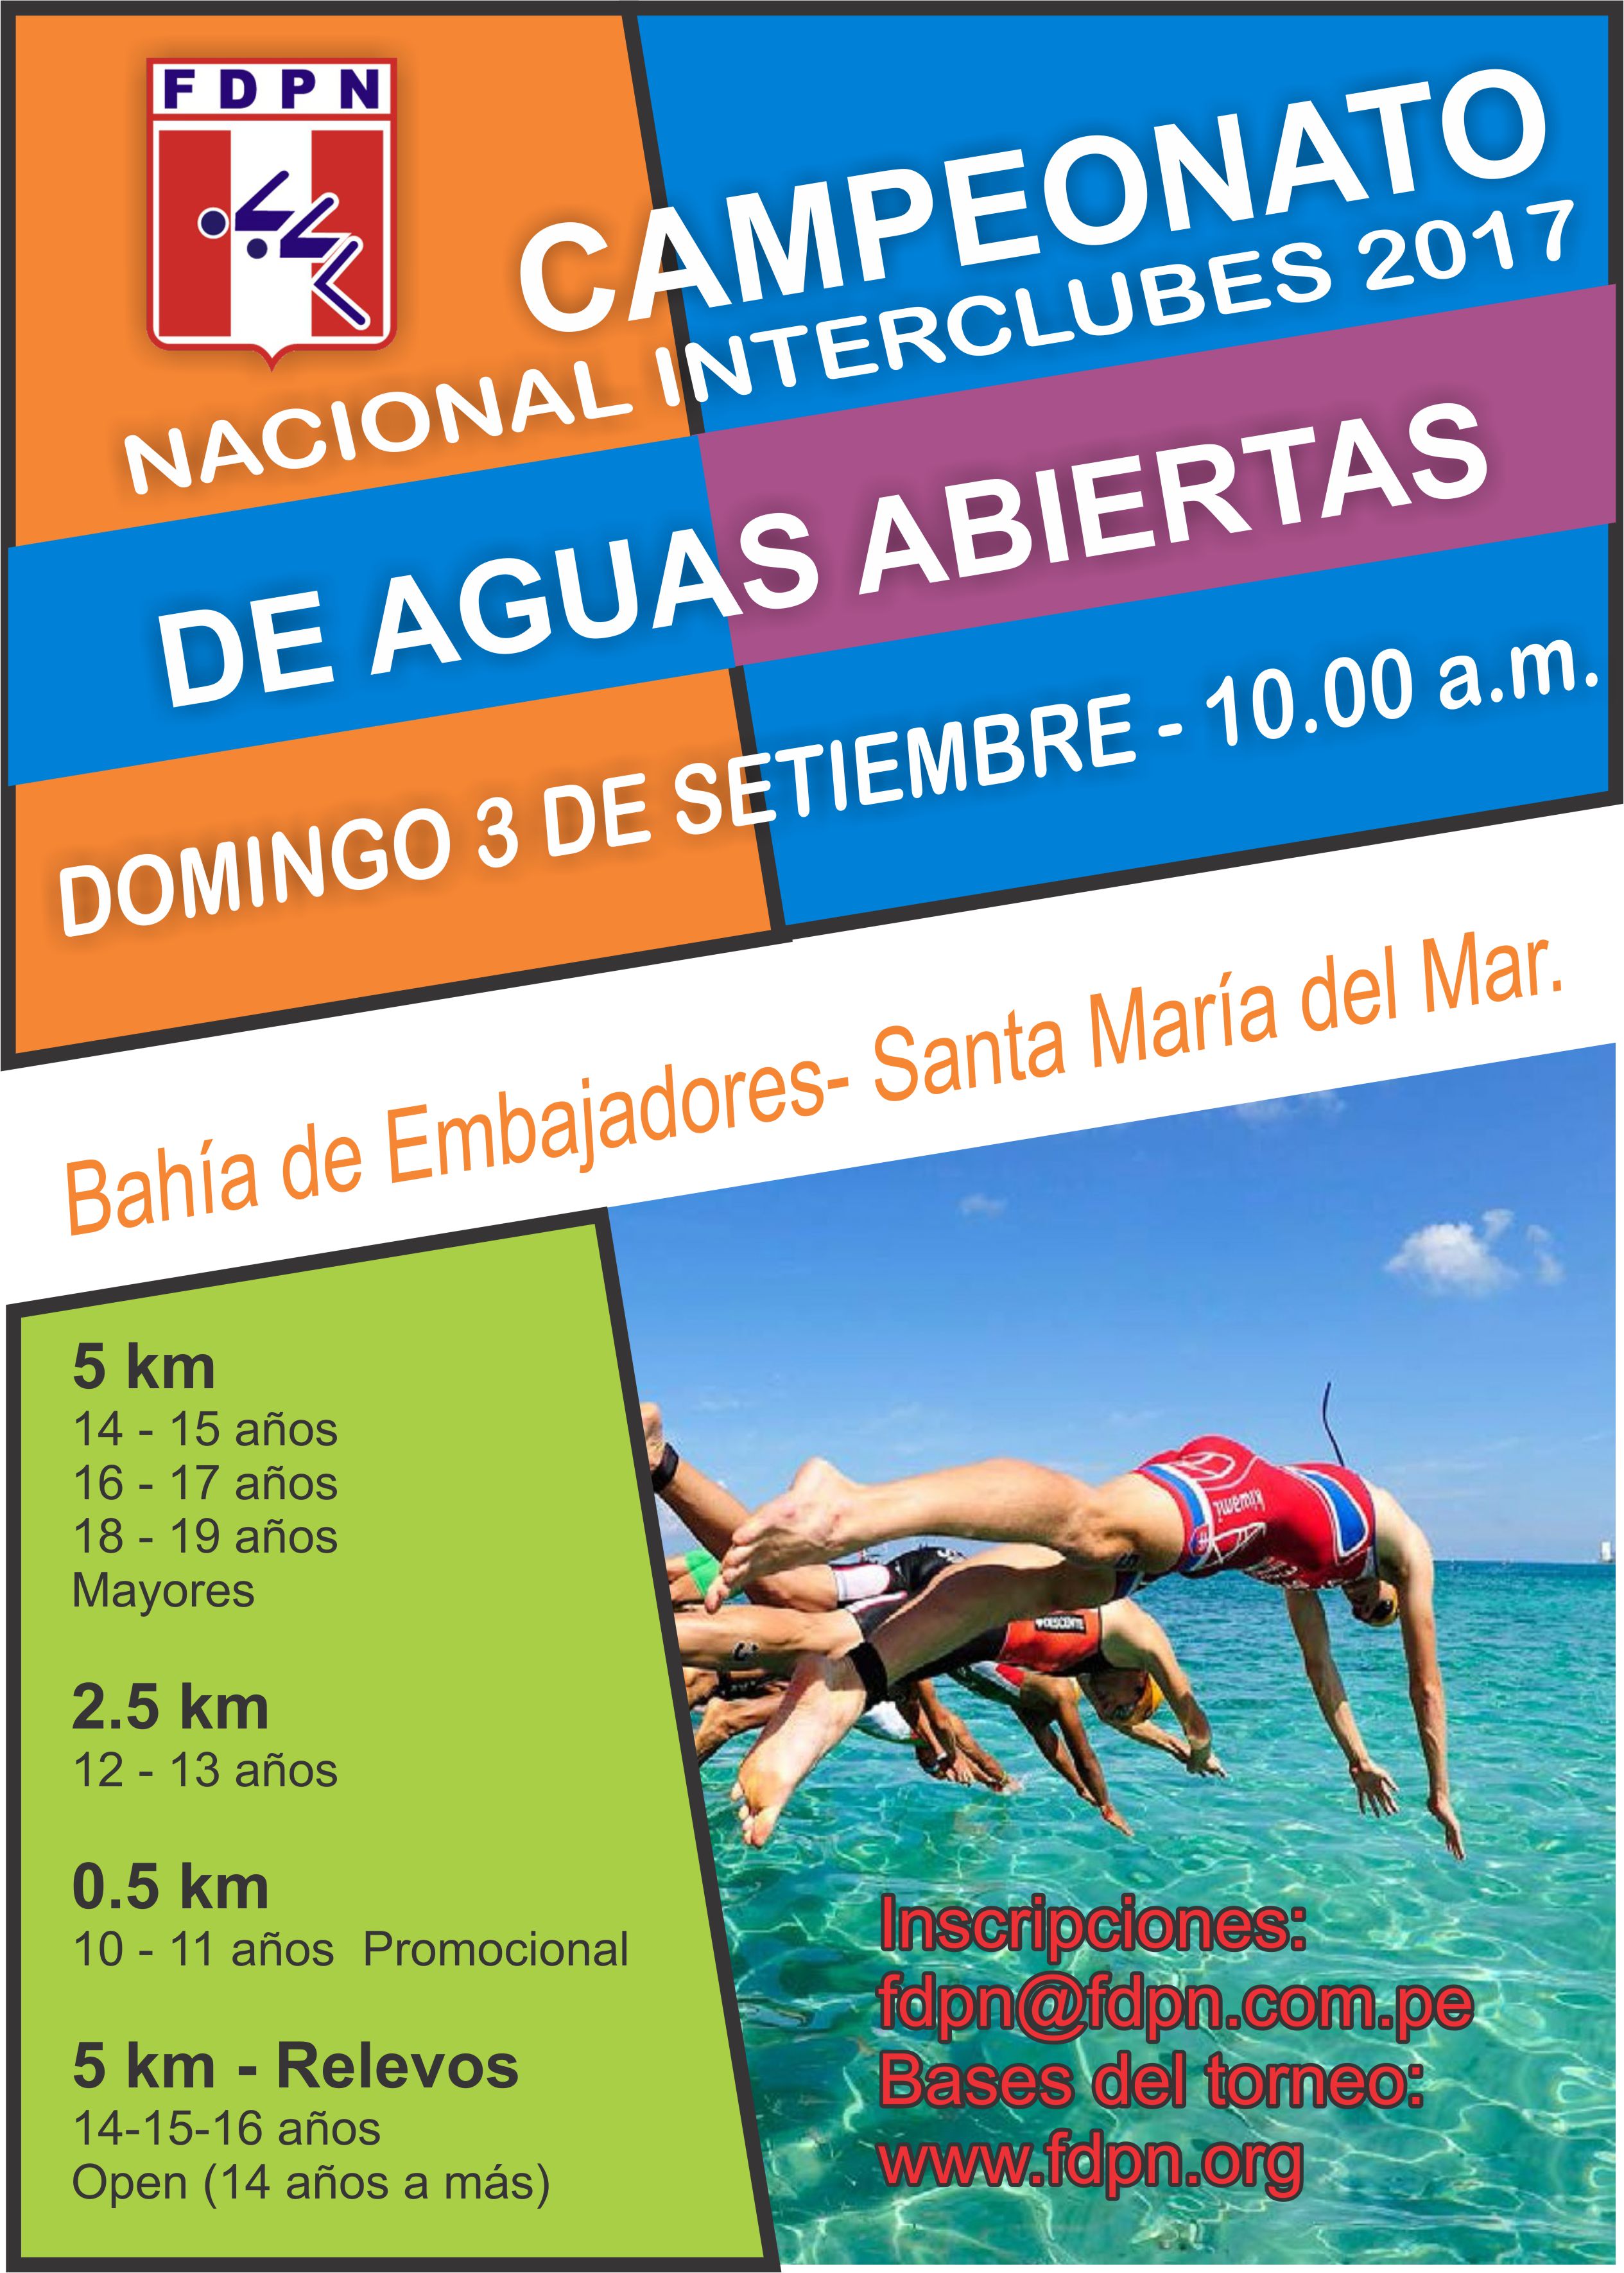 FDPN
CAMPEONATO
NACIONAL INTERCLUBES 2017
DE AGUAS ABIERTAS
DOMINGO 3 DE SETIEMBRE - 10.00 a.m.
Bahía de Embajadores- Santa María del Mar.
5 km
14 - 15 años
16 - 17 años
18 - 19 años
Mayores
2.5 km
12 - 13 años
0.5 km
10 - 11 años Promocional
5 km - Relevos
14-15-16 años
Open (14 años a más)
kiwami
DESCENTE
Inscripciones:
fdpn@fdpn.com.pe
Bases del torneo:
www.fdpn.org